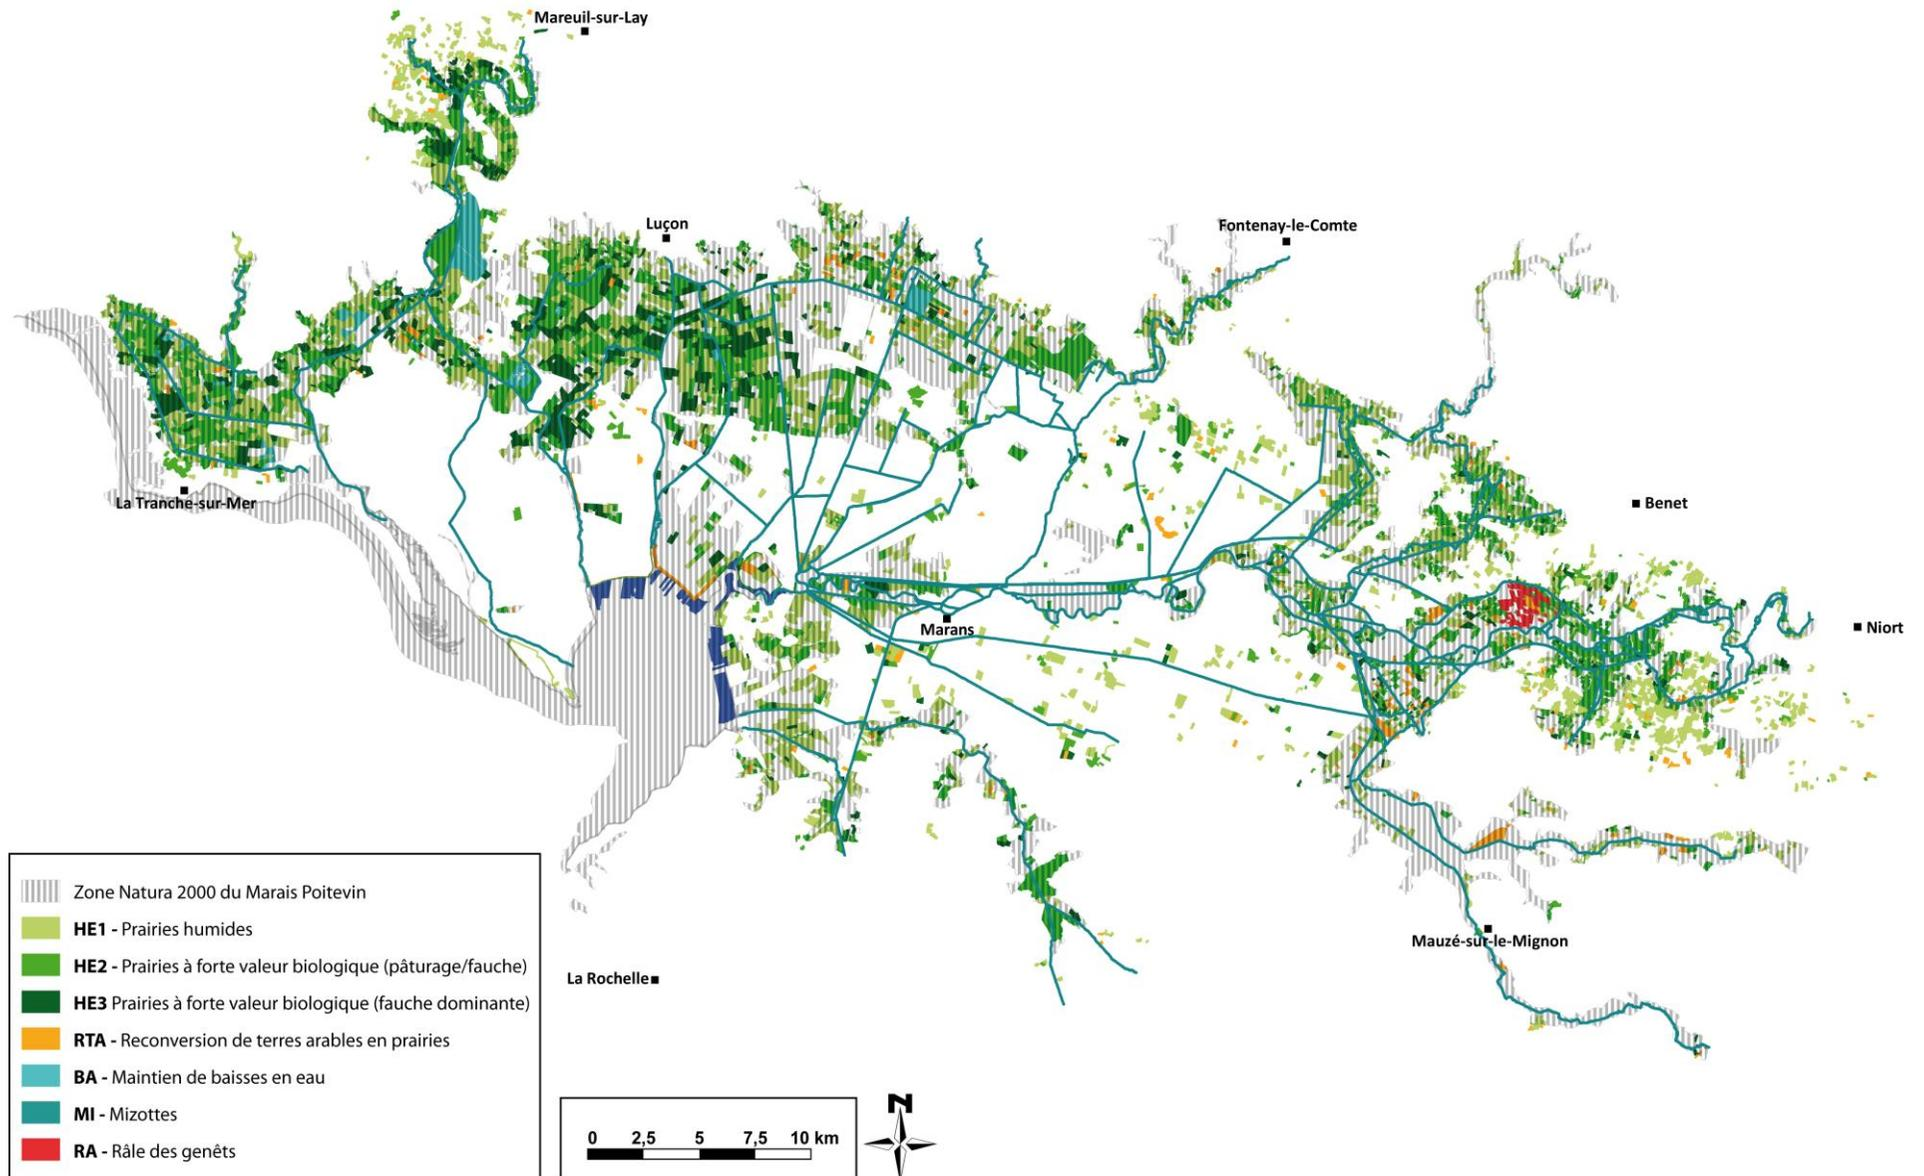 Mareuil-sur-Lay
Luçon
Fontenay-le-Comte
La Tranche-sur-Mer
Benet
Marans
Niort
Mauzé-sur-le-Mignon
La Rochelle
Zone Natura 2000 du Marais Poitevin
HE1 - Prairies humides
HE2 - Prairies à forte valeur biologique (pâturage/fauche)
HE3 Prairies à forte valeur biologique (fauche dominante)
RTA - Reconversion de terres arables en prairies
BA - Maintien de baisses en eau
MI - Mizottes
RA - Râle des genêts
0 2,5 5 7,5 10 km
N